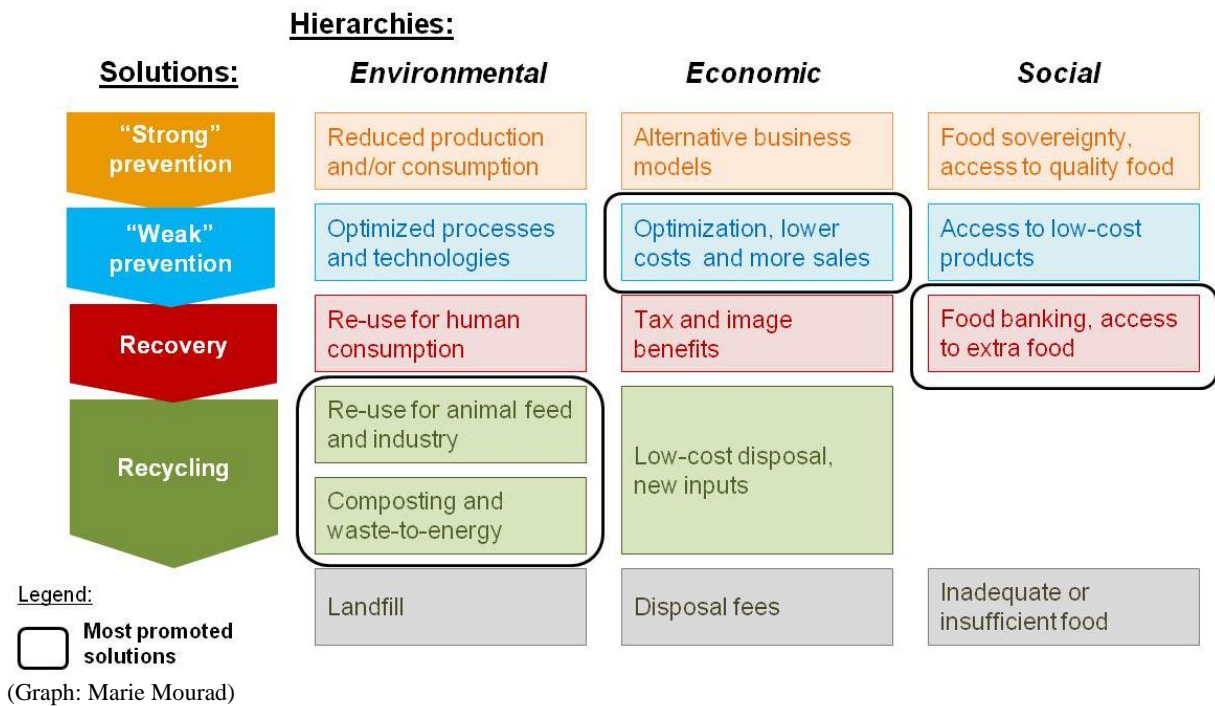 Hierarchies:
Solutions:
Environmental
Economic
Social
“Strong”
prevention
Reduced production
and/or consumption
Alternative business
models
Food sovereignty,
access to quality food
“Weak”
prevention
Optimized processes
and technologies
Optimization, lower
costs and more sales
Access to low-cost
products
Recovery
Re-use for human
consumption
Tax and image
benefits
Food banking, access
to extra food
Recycling
Re-use for animal feed
and industry
Composting and
waste-to-energy
Low-cost disposal,
new inputs
Landfill
Disposal fees
Inadequate or
insufficient food
Legend:
Most promoted
solutions
(Graph: Marie Mourad)